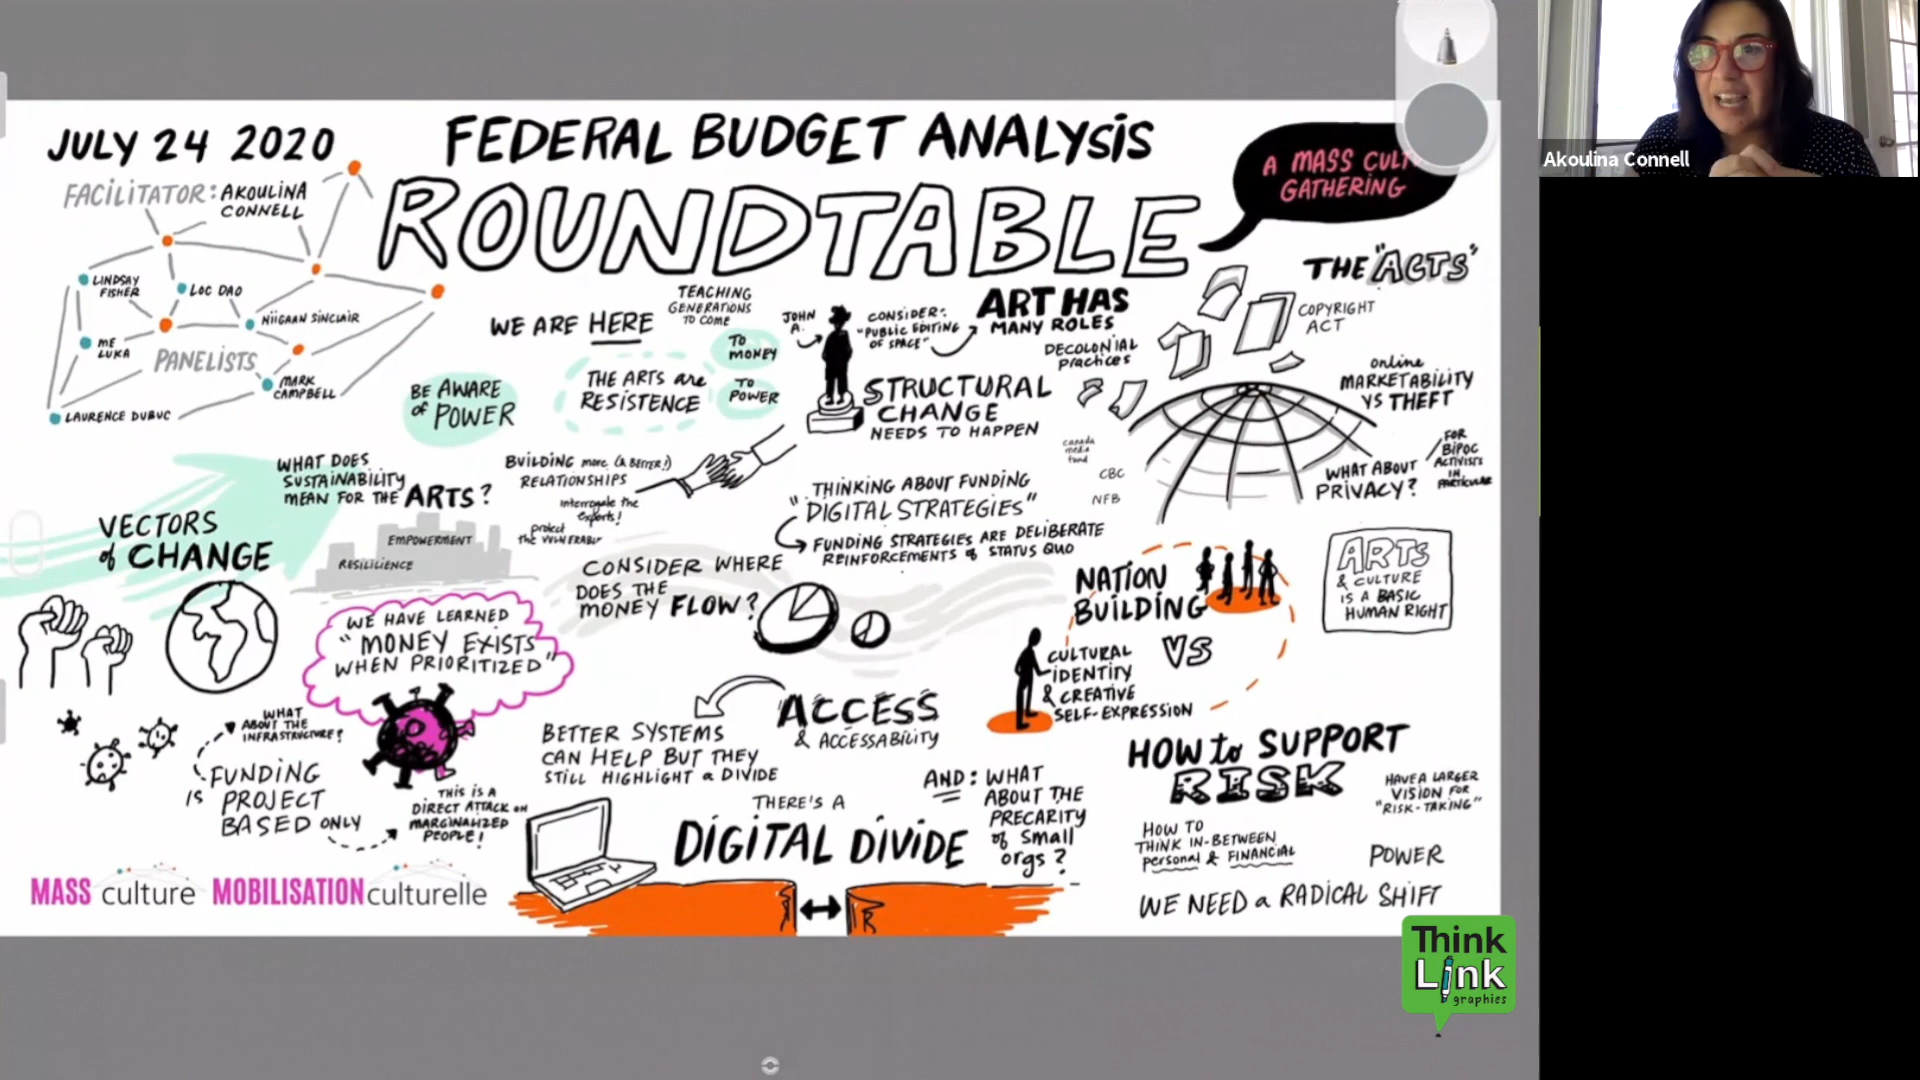 JULY 24 2020
FACILITATOR: AKOULINA
CONNELL
LINDSAY
FISHER
LOC DAO
NIIGAAN SINCLAIR
ME
LUKA
PANELISTS
MARK
CAMPBELL
LAURENCE DUBUC
FEDERAL BUDGET ANALYSIS
ROUNDTABLE
A MASS CULT
GATHERING
Akoulina Connell
WE ARE HERE
TEACHING
GENERATIONS
TO COME
TO
MONEY
TO
POWER
BE AWARE
of POWER
THE ARTS are
RESISTENCE
JOHN
A.
CONSIDER:
"PUBLIC EDITING
OF SPACE"
ART HAS
MANY ROLES
DECOLONIAL
Practices
STRUCTURAL
CHANGE
NEEDS TO HAPPEN
THE "ACTS"
COPYRIGHT
ACT
online
MARKETABILITY
VS THEFT
FOR
BIPOC
ACTIVISTS
IN
PARTICULAR
WHAT ABOUT
PRIVACY?
canada
media
fund
CBC
NFB
WHAT DOES
SUSTAINABILITY
MEAN FOR THE ARTS?
VECTORS
of CHANGE
EMPOWERMENT
RESILILIENCE
BUILDING more (& BETTER!)
RELATIONSHIPS
Interrogate the
experts!
protect
the VULNERABLE
THINKING ABOUT FUNDING
"DIGITAL STRATEGIES"
FUNDING STRATEGIES ARE DELIBERATE
REINFORCEMENTS of STATUS QUO
CONSIDER WHERE
DOES THE
MONEY FLOW?
WE HAVE LEARNED
"MONEY EXISTS
WHEN PRIORITIZED"
NATION
BUILDING
VS
CULTURAL
IDENTITY
& CREATIVE
SELF-EXPRESSION
ARTS
& CULTURE
IS A BASIC
HUMAN RIGHT
WHAT
ABOUT THE
INFRASTRUCTURE?
FUNDING
IS PROJECT
BASED ONLY
THIS IS A
DIRECT ATTACK ON
MARGINALIZED
PEOPLE!
ACCESS
& ACCESSABILITY
BETTER SYSTEMS
CAN HELP BUT THEY
STILL HIGHLIGHT a DIVIDE
THERE'S A
DIGITAL DIVIDE
AND: WHAT
ABOUT THE
PRECARITY
of Small
orgs?
HOW to SUPPORT
RISK
HAVE A LARGER
VISION FOR
"RISK-TAKING"
HOW TO
THINK IN-BETWEEN
personal & FINANCIAL
POWER
WE NEED a RADICAL SHIFT
MASS culture MOBILISATION culturelle
Think
Link
graphics